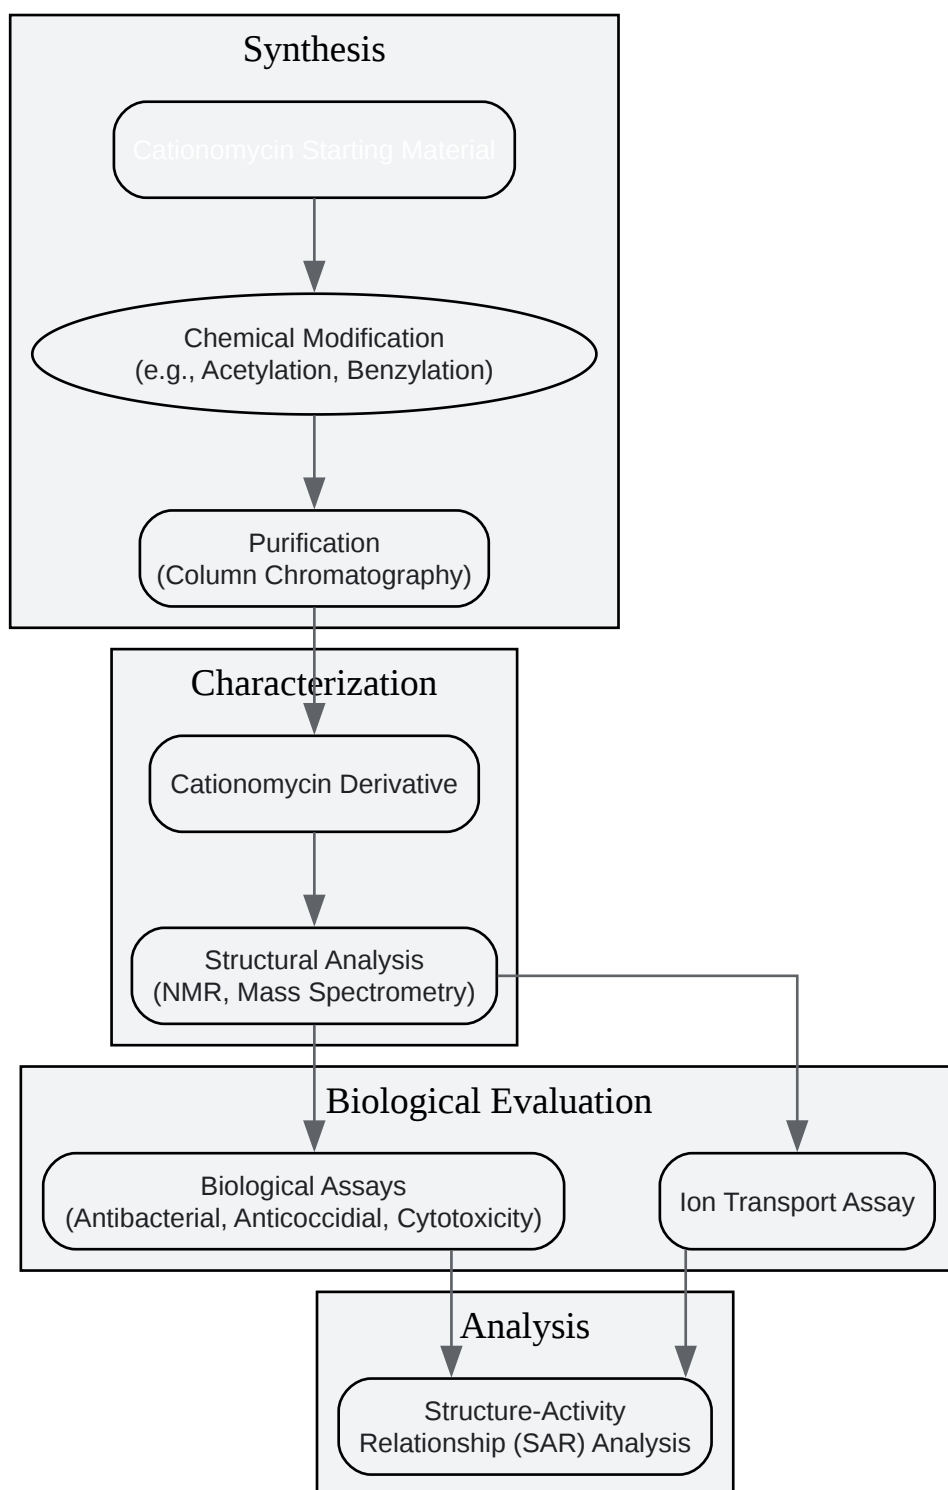 Synthesis
Cationomycin Starting Material
Chemical Modification
(e.g., Acetylation, Benzylation)
Purification
(Column Chromatography)
Characterization
Cationomycin Derivative
Structural Analysis
(NMR, Mass Spectrometry)
Biological Evaluation
Biological Assays
(Antibacterial, Anticoccidial, Cytotoxicity)
Ion Transport Assay
Analysis
Structure-Activity
Relationship (SAR) Analysis